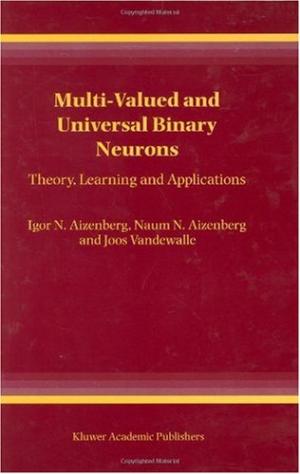 Multi-Valued and
Universal Binary
Neurons
Theory, Learning and Applications
Igor N. Aizenberg, Naum N. Aizenberg
and Joos Vandewalle
Kluwer Academic Publishers